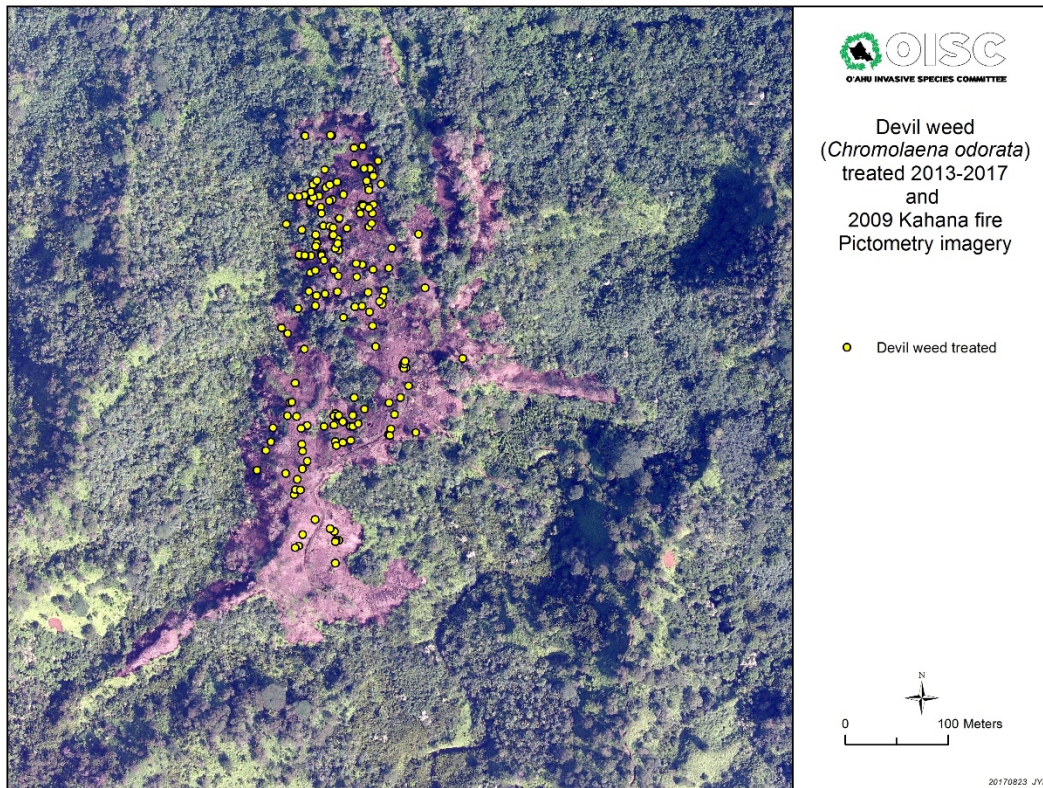 OISC
O'AHU INVASIVE SPECIES COMMITTEE
Devil weed
(Chromolaena odorata)
treated 2013-2017
and
2009 Kahana fire
Pictometry imagery
Devil weed treated
N
0 100 Meters
20170823_JY